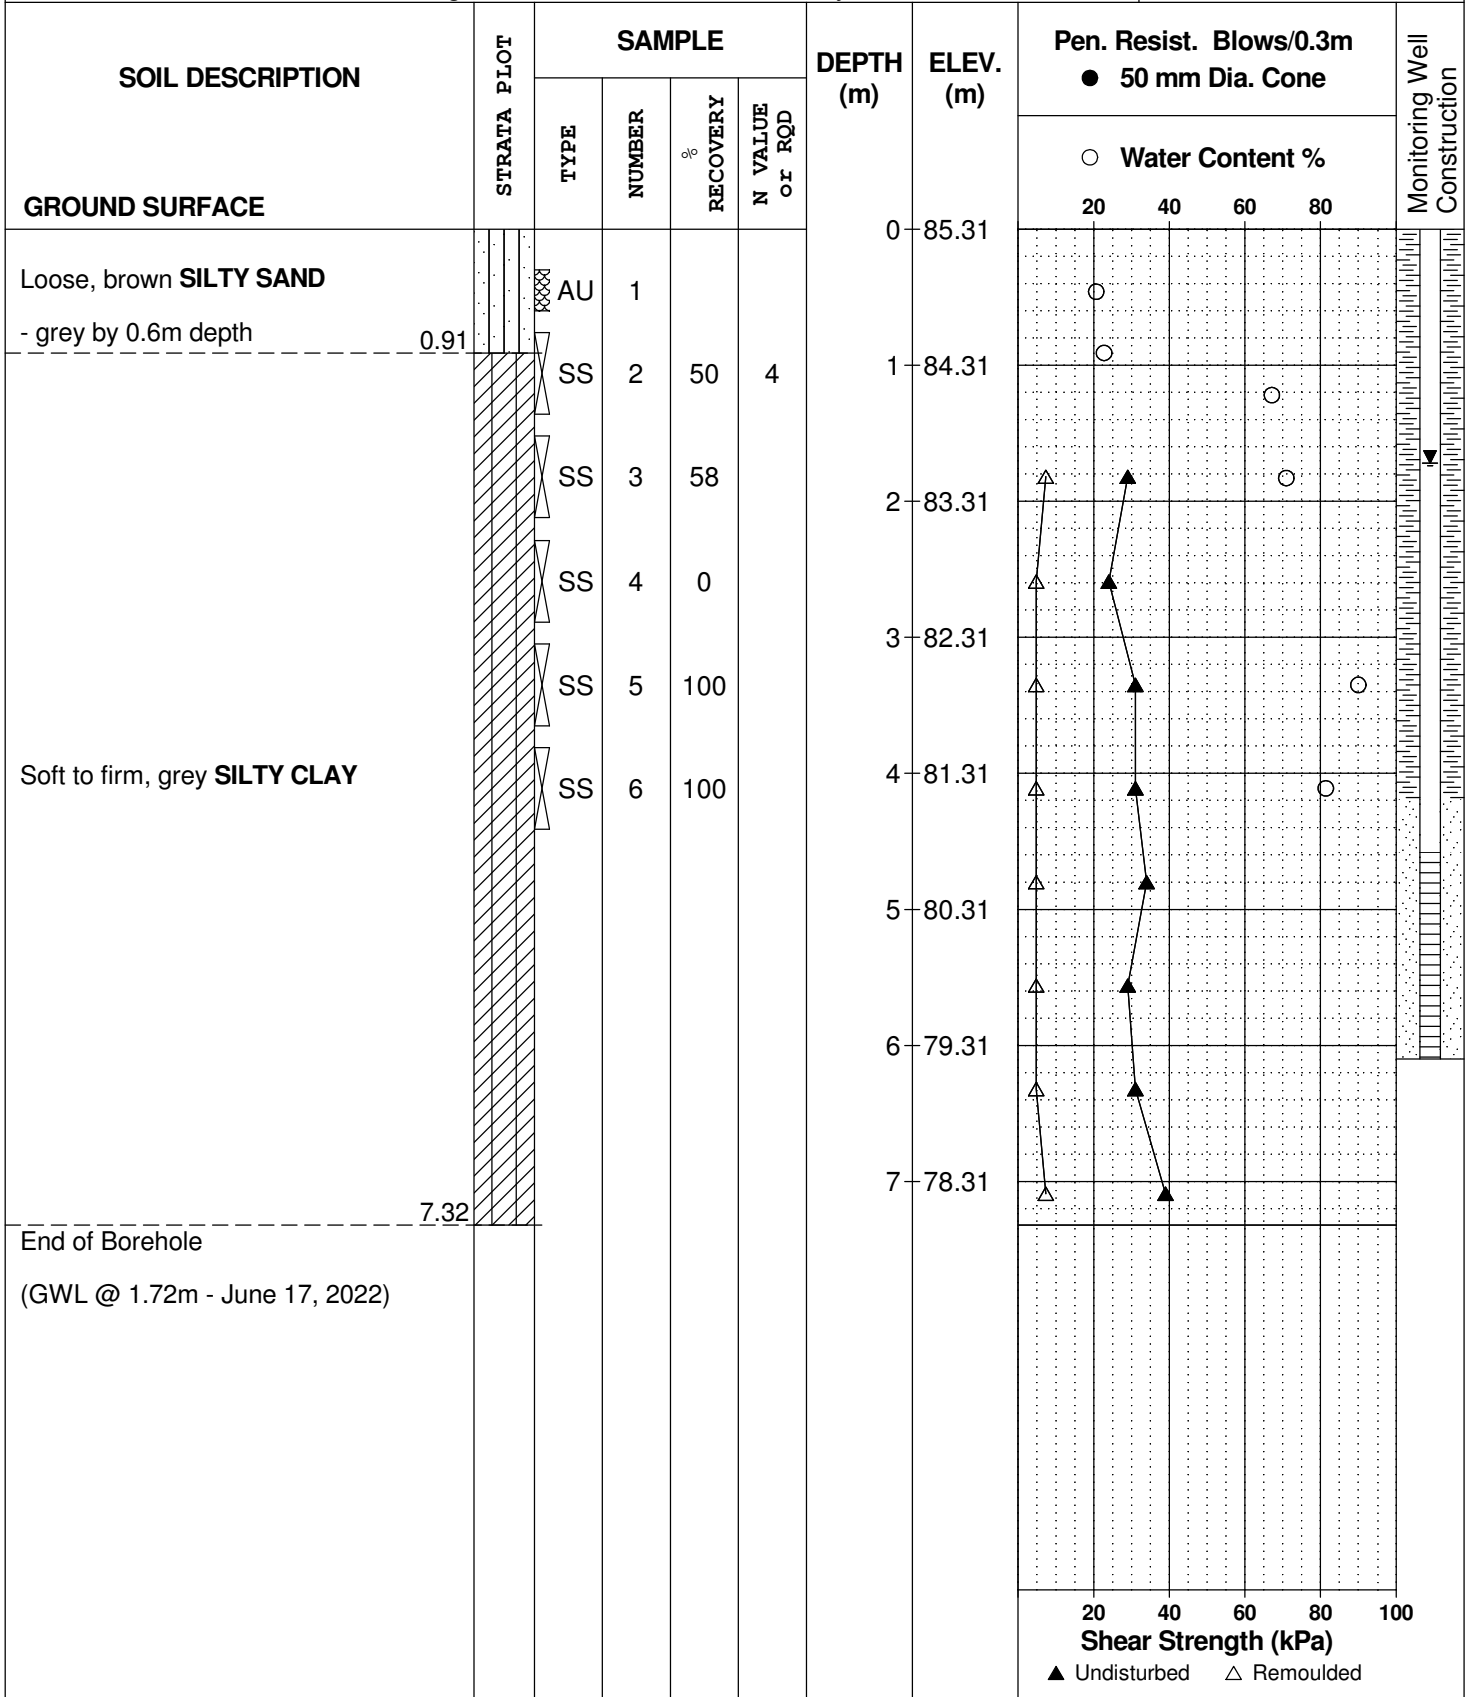 SOIL DESCRIPTION
GROUND SURFACE
STRATA PLOT
SAMPLE
TYPE
NUMBER
%
RECOVERY
N VALUE
or RQD
DEPTH
(m)
ELEV.
(m)
Pen. Resist. Blows/0.3m
● 50 mm Dia. Cone
○ Water Content %
20 40 60 80
Monitoring Well
Construction
0 85.31
Loose, brown SILTY SAND
AU 1
- grey by 0.6m depth
0.91
1 84.31
SS 2 50 4
SS 3 58
2 83.31
SS 4 0
3 82.31
SS 5 100
Soft to firm, grey SILTY CLAY
4 81.31
SS 6 100
5 80.31
6 79.31
7 78.31
7.32
End of Borehole
(GWL @ 1.72m - June 17, 2022)
20 40 60 80 100
Shear Strength (kPa)
▲ Undisturbed △ Remoulded